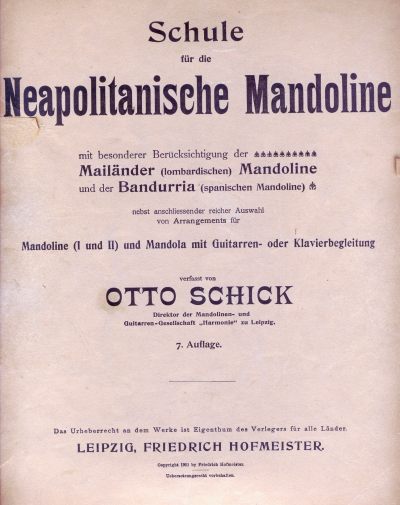 Schule
für die
Neapolitanische Mandoline
mit besonderer Berücksichtigung der
Mailänder (lombardischen) Mandoline
und der Bandurria (spanischen Mandoline)
nebst anschliessender reicher Auswahl
von Arrangements für
Mandoline (I und II) und Mandola mit Guitarren- oder Klavierbegleitung
verfasst von
OTTO SCHICK
Direktor der Mandolinen- und
Guitarren-Gesellschaft „Harmonie" zu Leipzig.
7. Auflage.
Das Urheberrecht an dem Werke ist Eigenthum des Verlegers für alle Länder.
LEIPZIG, FRIEDRICH HOFMEISTER.
Copyright 1911 by Friedrich Hofmeister.
Uebersetzungsrecht vorbehalten.